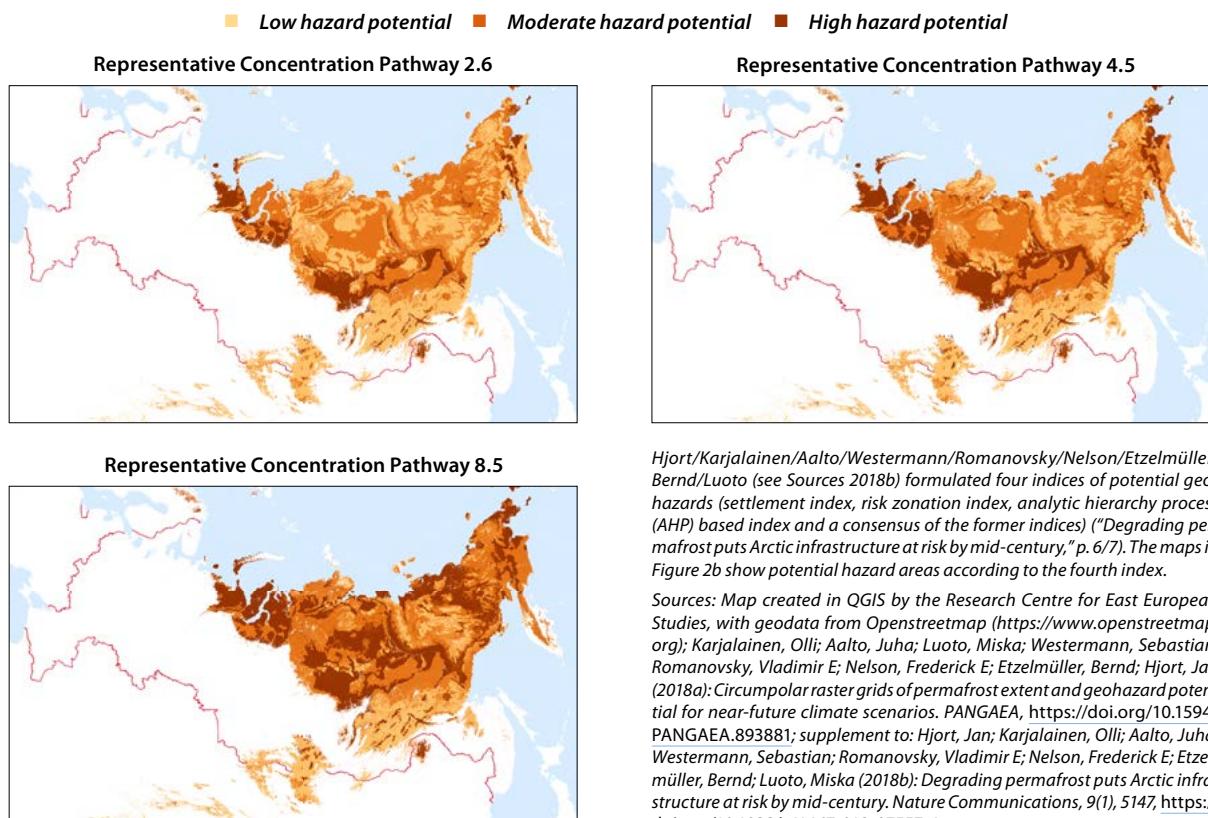 Low hazard potential Moderate hazard potential High hazard potential
Representative Concentration Pathway 2.6
Representative Concentration Pathway 4.5
Representative Concentration Pathway 8.5
Hjort/Karjalainen/Aalto/Westermann/Romanovsky/Nelson/Etzelmüller
Bernd/Luoto (see Sources 2018b) formulated four indices of potential geo
hazards (settlement index, risk zonation index, analytic hierarchy proces
(AHP) based index and a consensus of the former indices) (“Degrading pe
mafrost puts Arctic infrastructure at risk by mid-century,” p. 6/7). The maps i
Figure 2b show potential hazard areas according to the fourth index.
Sources: Map created in QGIS by the Research Centre for East Europea
Studies, with geodata from Openstreetmap (https://www.openstreetmap
org); Karjalainen, Olli; Aalto, Juha; Luoto, Miska; Westermann, Sebastian
Romanovsky, Vladimir E; Nelson, Frederick E; Etzelmüller, Bernd; Hjort, Ja
(2018a): Circumpolar raster grids of permafrost extent and geohazard poten
tial for near-future climate scenarios. PANGAEA, https://doi.org/10.1594
PANGAEA.893881; supplement to: Hjort, Jan; Karjalainen, Olli; Aalto, Juha
Westermann, Sebastian; Romanovsky, Vladimir E; Nelson, Frederick E; Etze
müller, Bernd; Luoto, Miska (2018b): Degrading permafrost puts Arctic infra
structure at risk by mid-century. Nature Communications, 9(1), 5147, https:/